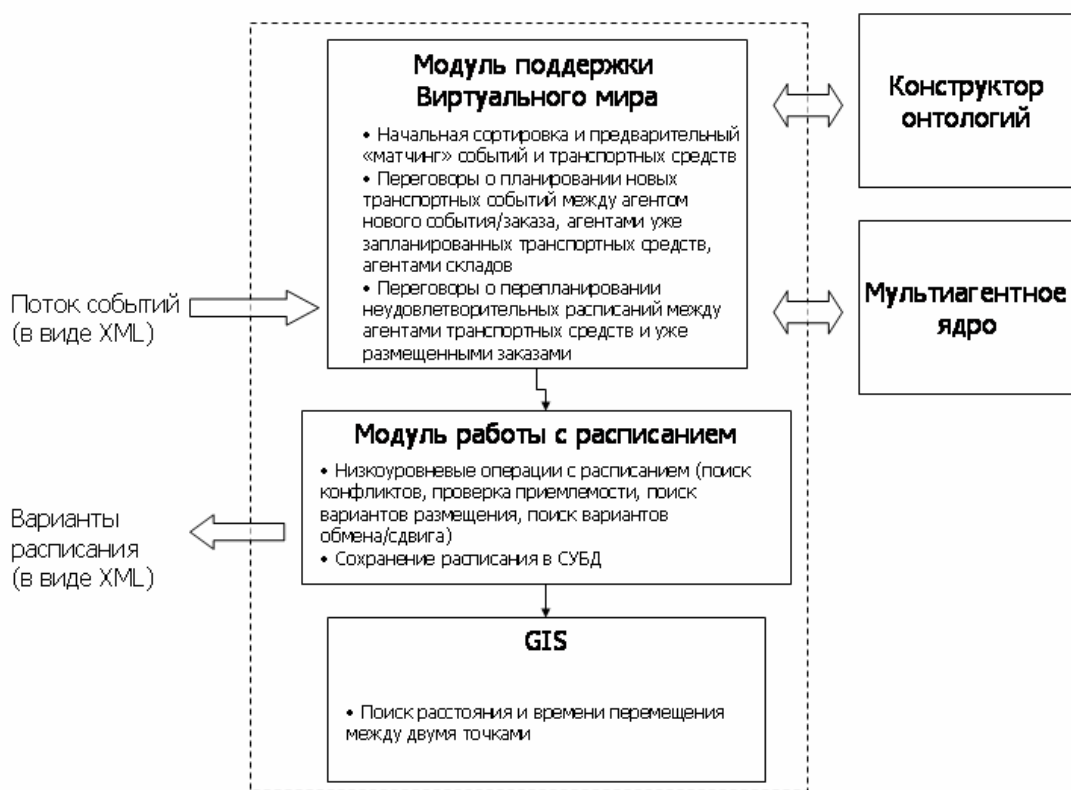 Модуль поддержки
Виртуального мира
• Начальная сортировка и предварительный
«матчинг» событий и транспортных средств
• Переговоры о планировании новых
транспортных событий между агентом
нового события/заказа, агентами уже
запланированных транспортных средств,
агентами складов
• Переговоры о перепланировании
неудовлетворительных расписаний между
агентами транспортных средств и уже
размещенными заказами
Конструктор
онтологий
Мультиагентное
ядро
Поток событий
(в виде XML)
Модуль работы с расписанием
• Низкоуровневые операции с расписанием (поиск
конфликтов, проверка приемлемости, поиск
вариантов размещения, поиск вариантов
обмена/сдвига)
• Сохранение расписания в СУБД
Варианты
расписания
(в виде XML)
GIS
• Поиск расстояния и времени перемещения
между двумя точками